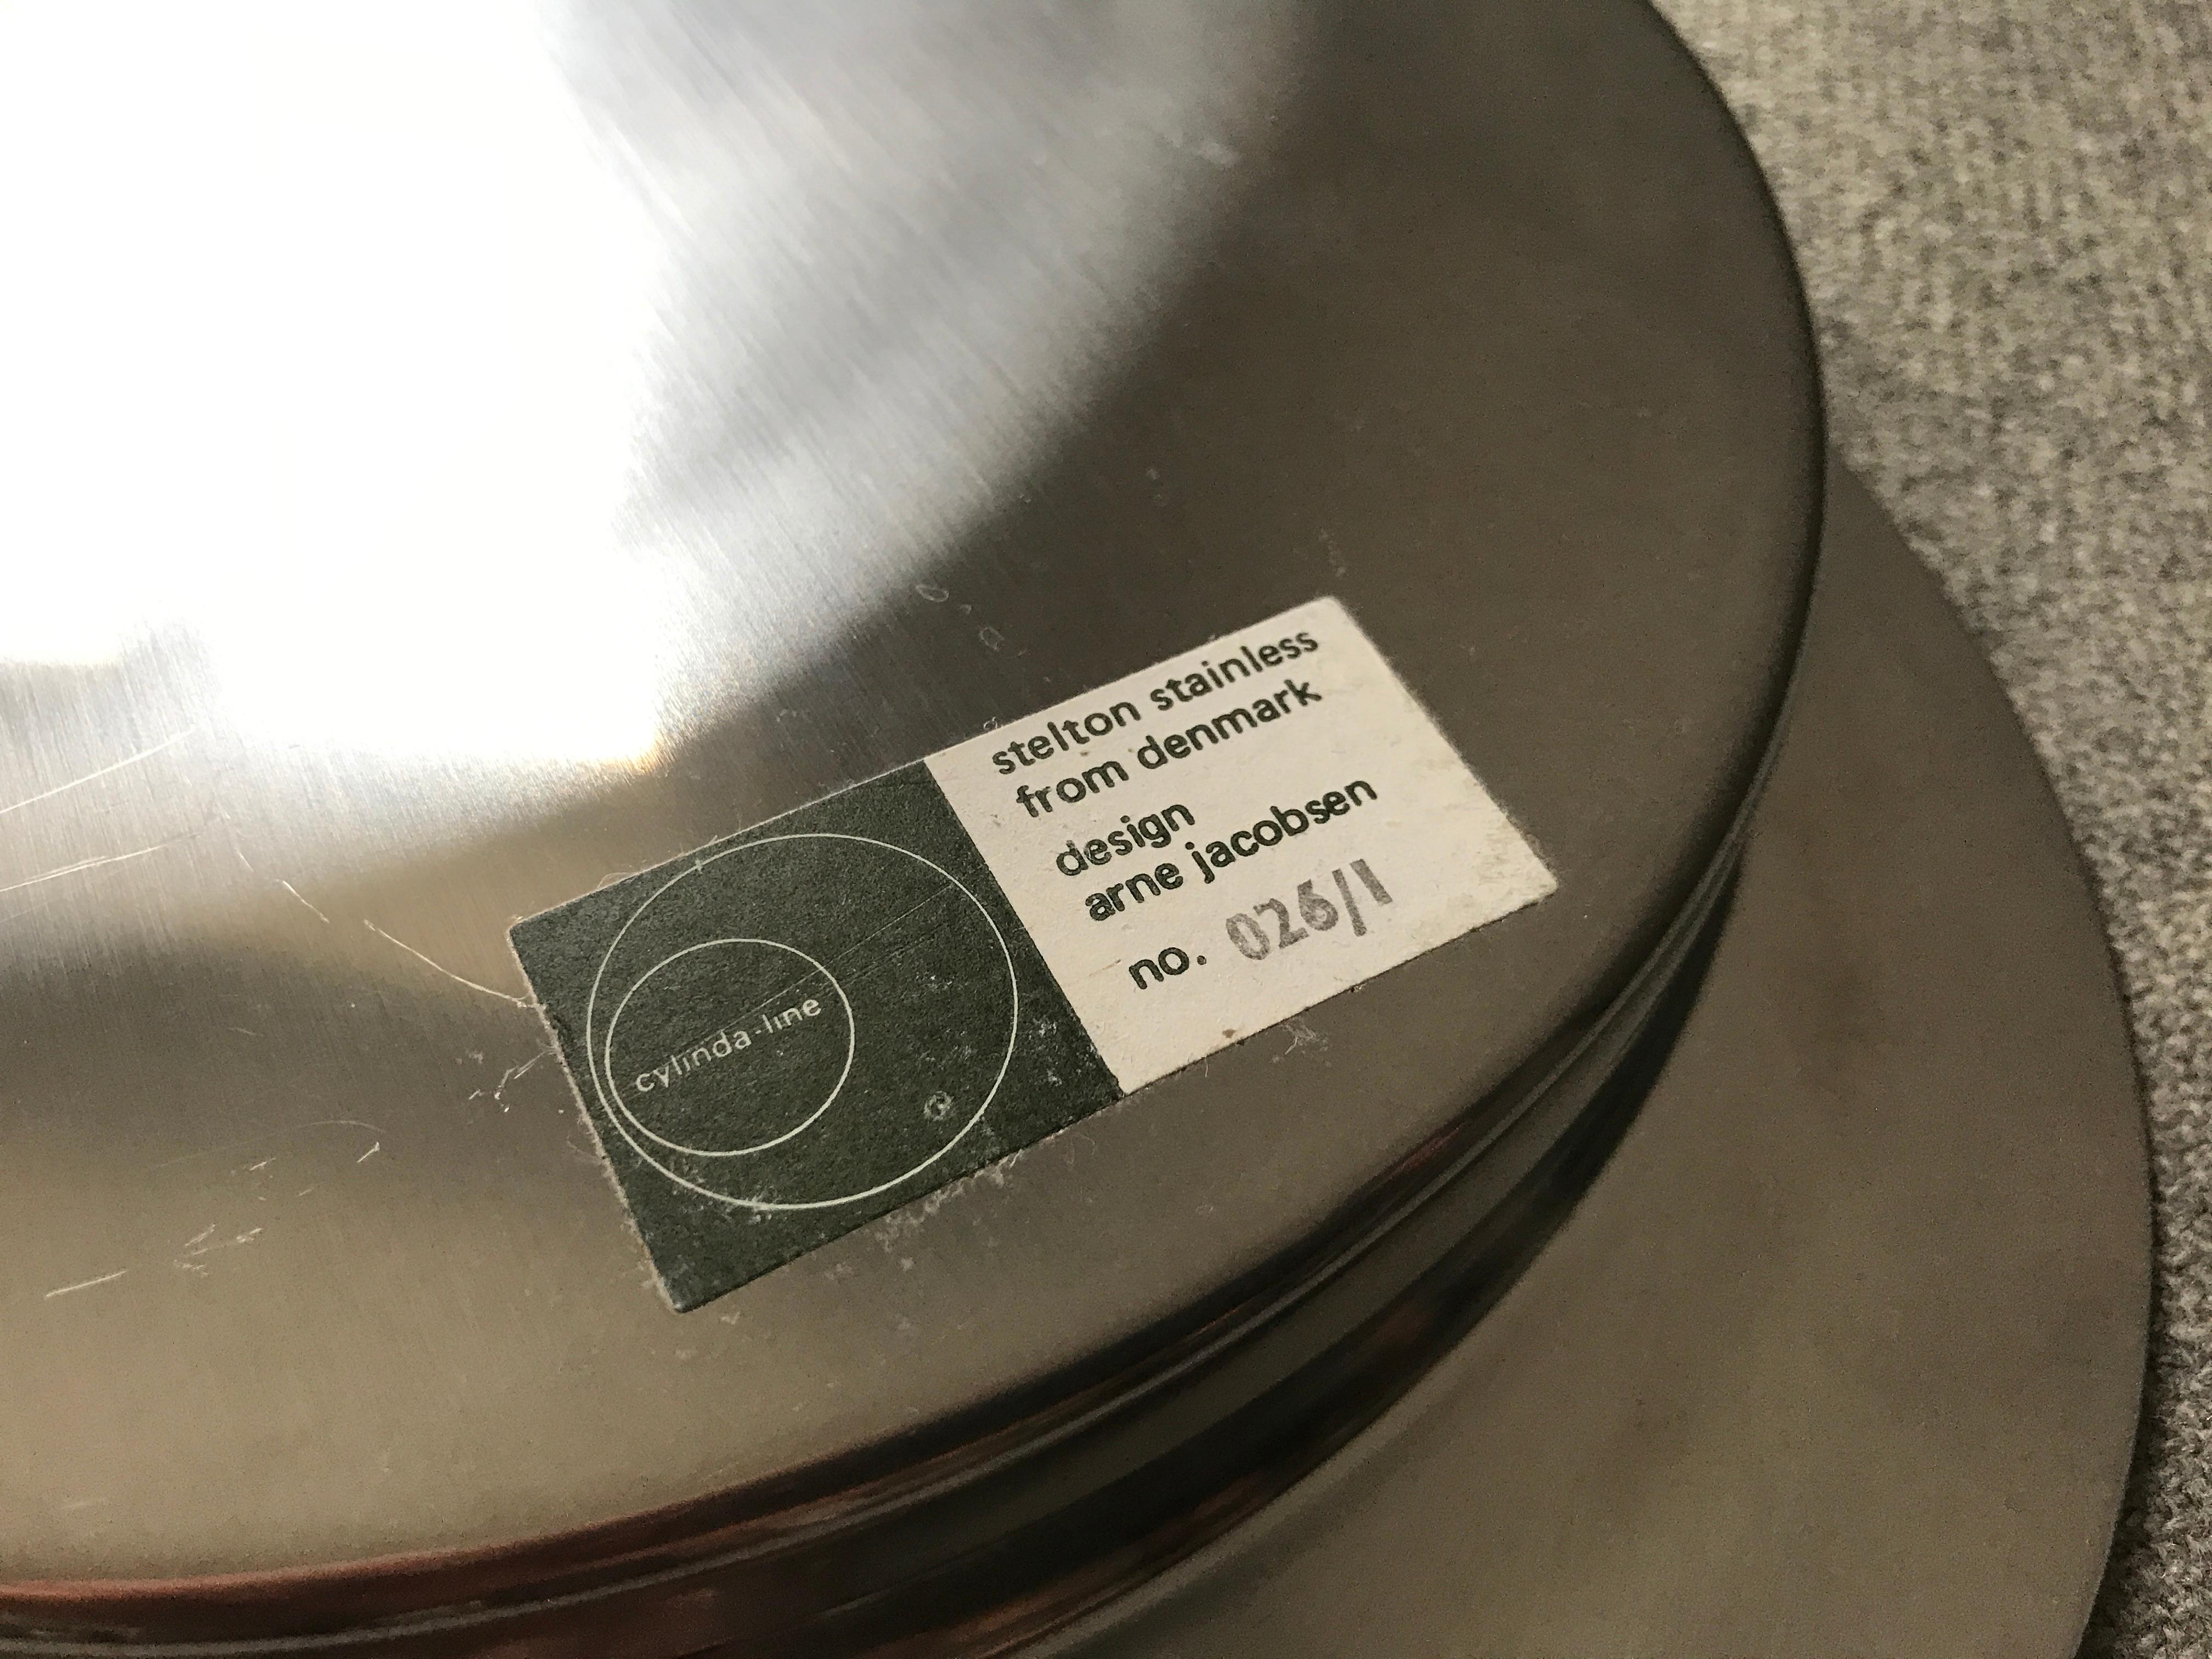 cylinda-line
stelton stainless
from denmark
design
arne jacobsen
no. 026/1